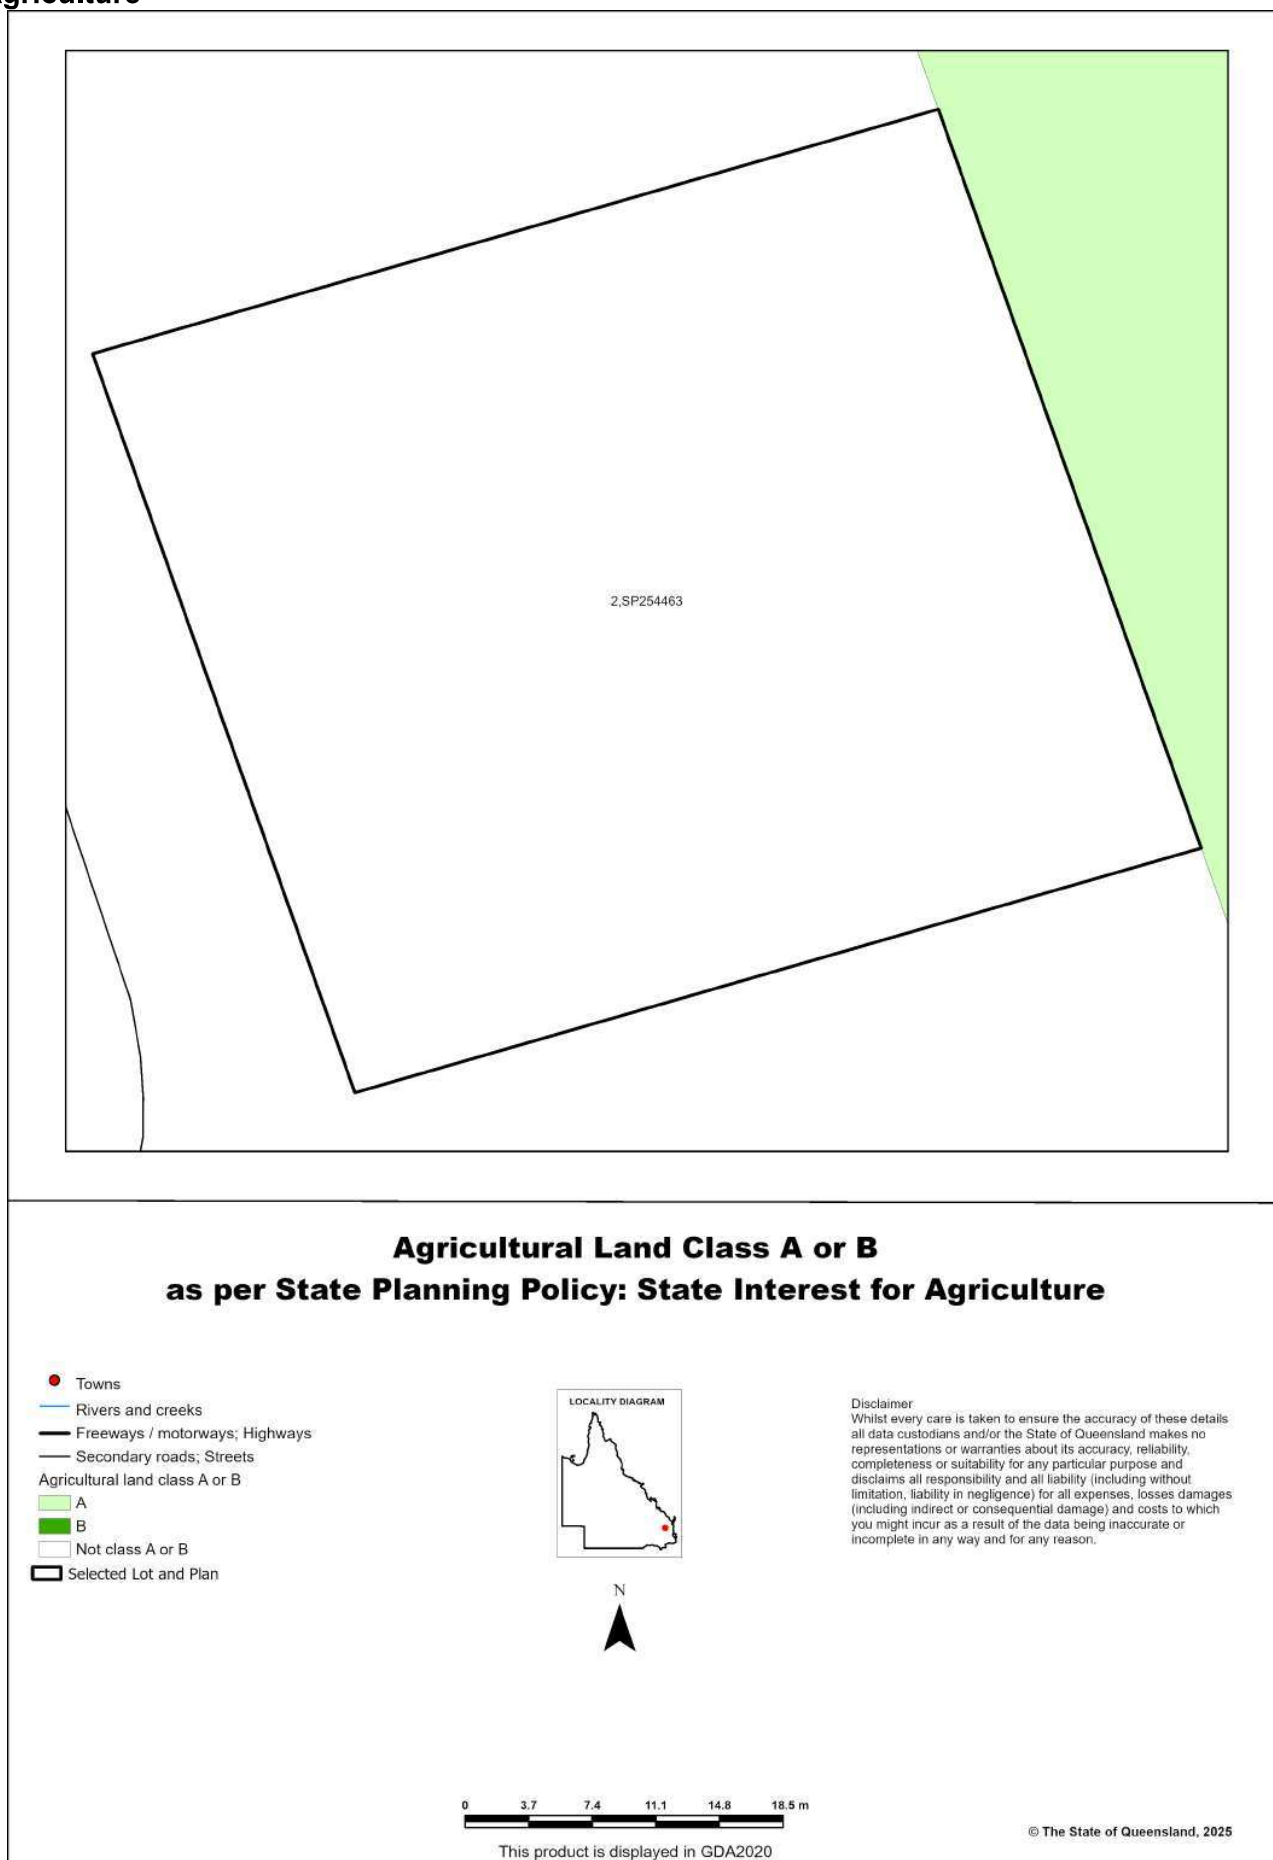 2,SP254463
Agricultural Land Class A or B
as per State Planning Policy: State Interest for Agriculture
Towns
Rivers and creeks
Freeways / motorways; Highways
Secondary roads; Streets
Agricultural land class A or B
A
B
Not class A or B
Selected Lot and Plan
LOCALITY DIAGRAM
N
Disclaimer
Whilst every care is taken to ensure the accuracy of these details
all data custodians and/or the State of Queensland makes no
representations or warranties about its accuracy, reliability,
completeness or suitability for any particular purpose and
disclaims all responsibility and all liability (including without
limitation, liability in negligence) for all expenses, losses damages
(including indirect or consequential damage) and costs to which
you might incur as a result of the data being inaccurate or
incomplete in any way and for any reason.
0 3.7 7.4 11.1 14.8 18.5 m
This product is displayed in GDA2020
© The State of Queensland, 2025